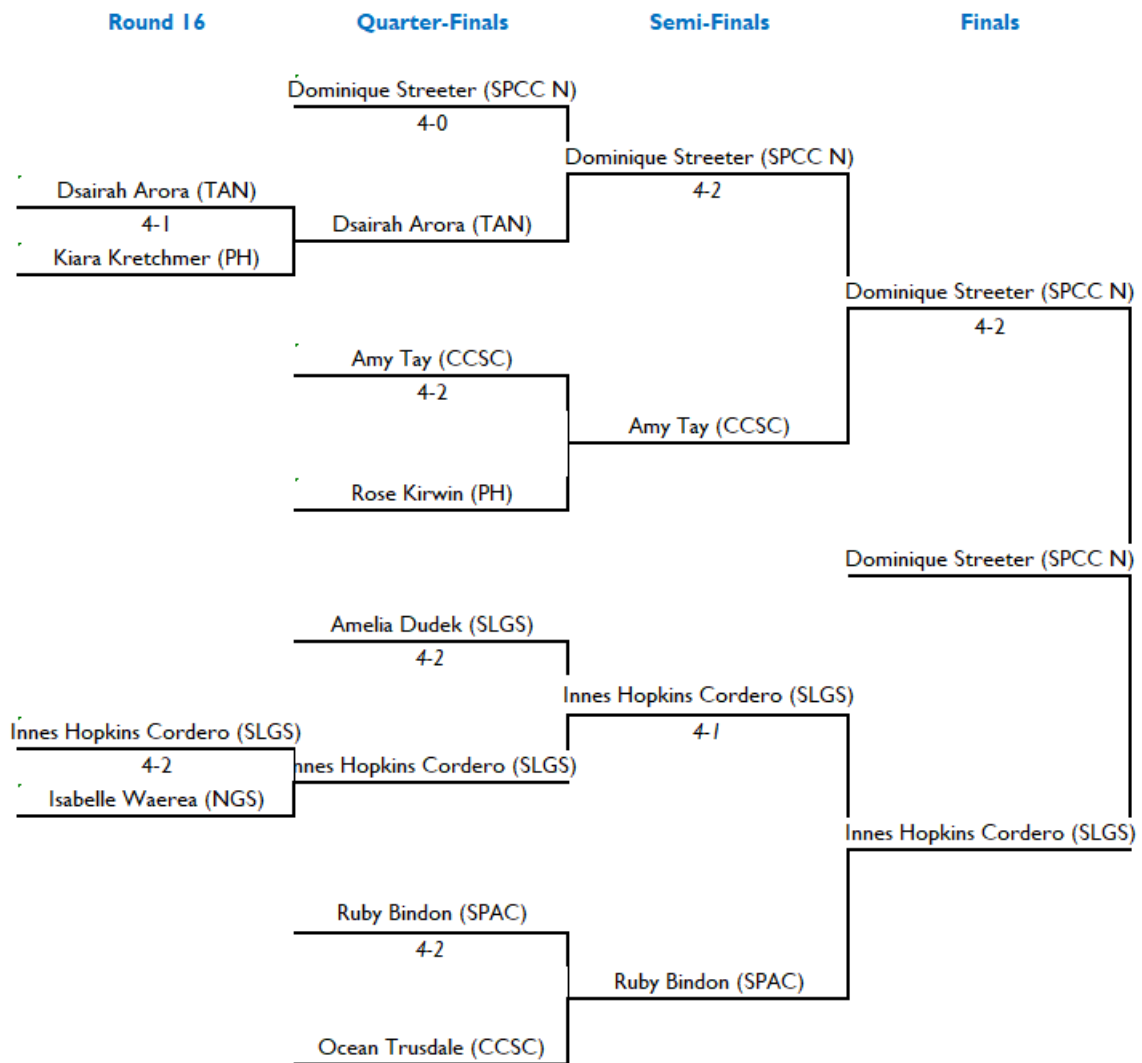 Round 16 Quarter-Finals Semi-Finals Finals
Dominique Streeter (SPCC N)
4-0
Dominique Streeter (SPCC N)
4-2
Dsairah Arora (TAN)
4-1
Dsairah Arora (TAN)
Kiara Kretchmer (PH)
Dominique Streeter (SPCC N)
4-2
Amy Tay (CCSC)
4-2
Amy Tay (CCSC)
Rose Kirwin (PH)
Dominique Streeter (SPCC N)
Amelia Dudek (SLGS)
4-2
Innes Hopkins Cordero (SLGS)
4-1
Innes Hopkins Cordero (SLGS)
4-2
nnes Hopkins Cordero (SLGS)
Isabelle Waerea (NGS)
Innes Hopkins Cordero (SLGS)
Ruby Bindon (SPAC)
4-2
Ruby Bindon (SPAC)
Ocean Trusdale (CCSC)